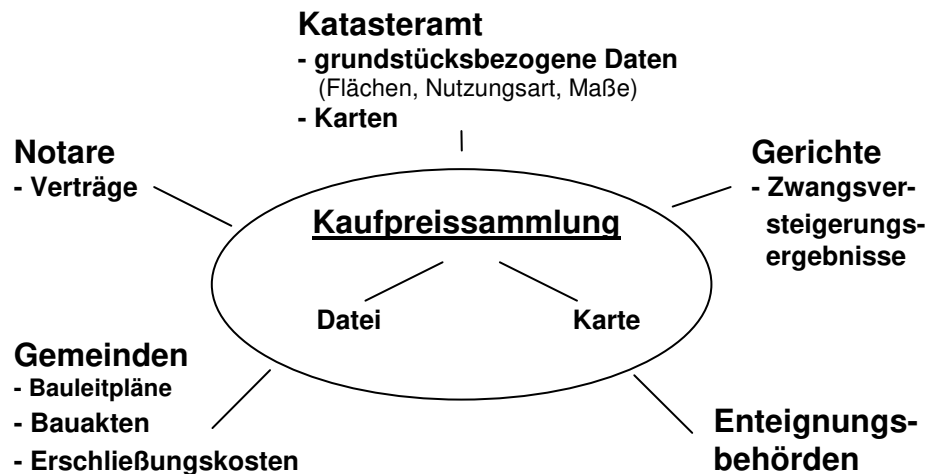 Katasteramt
- grundstücksbezogene Daten
(Flächen, Nutzungsart, Maße)
- Karten
Notare
- Verträge
Gerichte
- Zwangsver-
steigerungs-
ergebnisse
Kaufpreissammlung
Datei
Karte
Gemeinden
- Bauleitpläne
- Bauakten
- Erschließungskosten
Enteignungs-
behörden